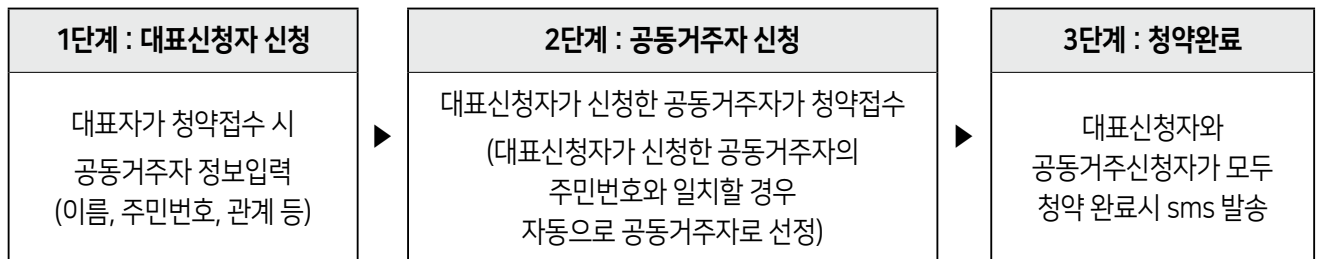 1단계 : 대표신청자 신청
대표자가 청약접수 시
공동거주자 정보입력
(이름, 주민번호, 관계 등)
▶
2단계 : 공동거주자 신청
대표신청자가 신청한 공동거주자가 청약접수
(대표신청자가 신청한 공동거주자의
주민번호와 일치할 경우
자동으로 공동거주자로 선정)
▶
3단계 : 청약완료
대표신청자와
공동거주신청자가 모두
청약 완료시 sms 발송